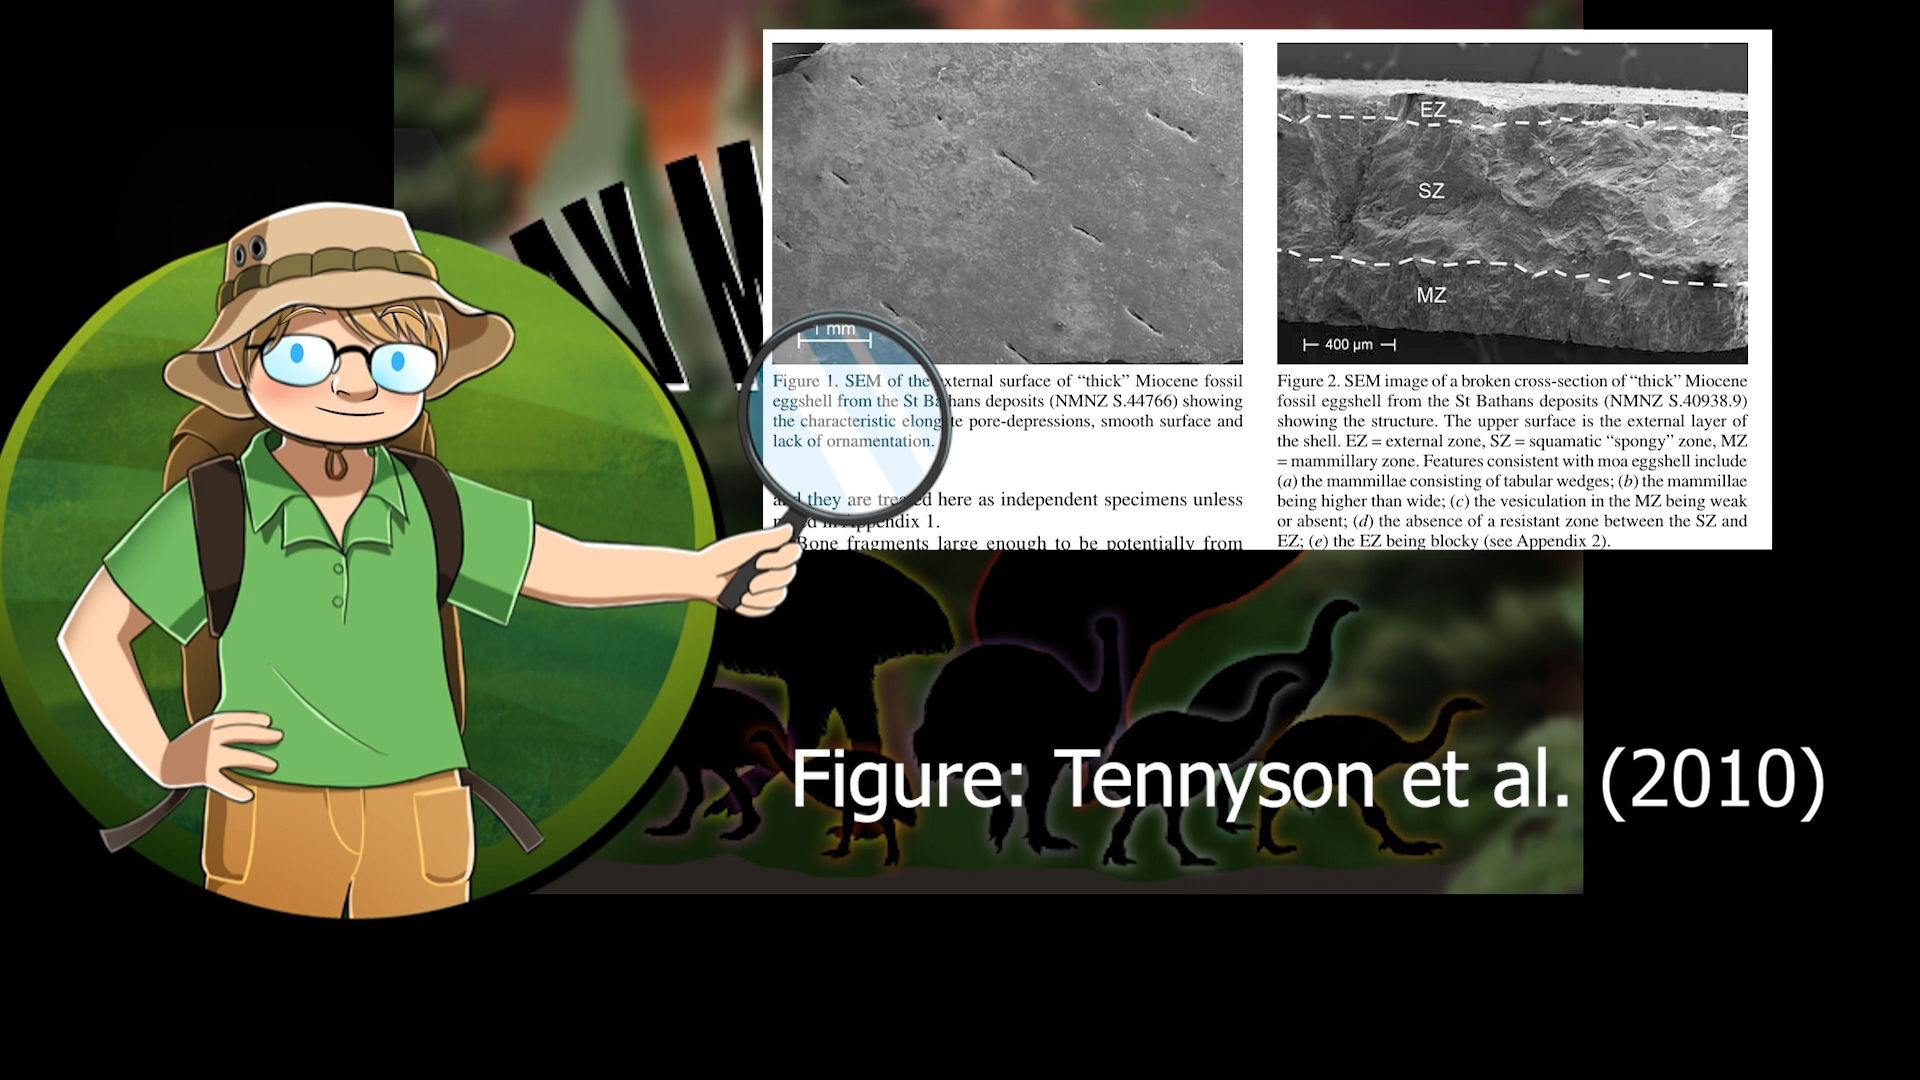 1 mm
Figure 1. SEM of the external surface of “thick” Miocene fossil
eggshell from the St Bathans deposits (NMNZ S.44766) showing
the characteristic elongate pore-depressions, smooth surface and
lack of ornamentation.
and they are treated here as independent specimens unless
noted in Appendix 1.
Bone fragments large enough to be potentially from
EZ
SZ
MZ
400 µm
Figure 2. SEM image of a broken cross-section of “thick” Miocene
fossil eggshell from the St Bathans deposits (NMNZ S.40938.9)
showing the structure. The upper surface is the external layer of
the shell. EZ = external zone, SZ = squamatic “spongy” zone, MZ
= mammillary zone. Features consistent with moa eggshell include
(a) the mammillae consisting of tabular wedges; (b) the mammillae
being higher than wide; (c) the vesiculation in the MZ being weak
or absent; (d) the absence of a resistant zone between the SZ and
EZ; (e) the EZ being blocky (see Appendix 2).
Figure: Tennyson et al. (2010)